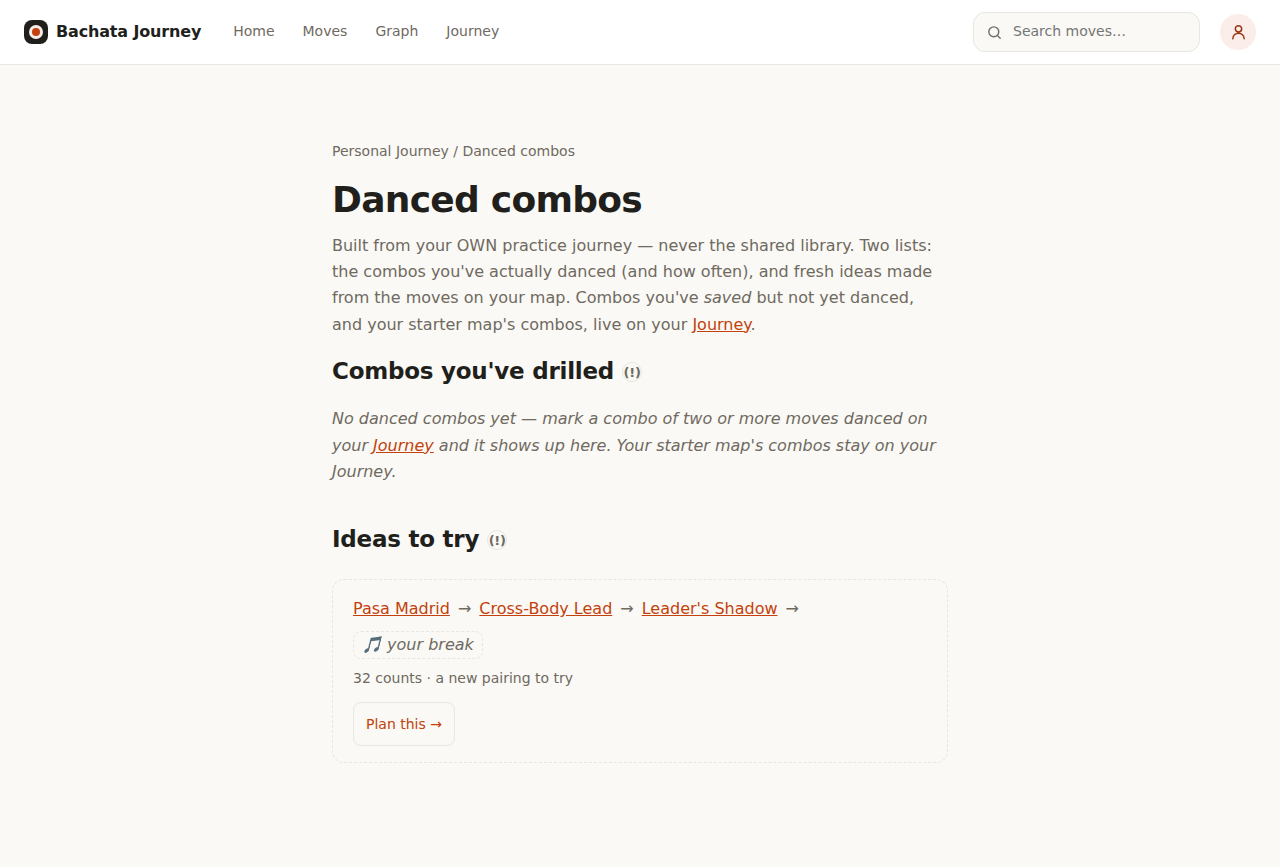 Bachata Journey Home Moves Graph Journey Search moves...
Personal Journey / Danced combos
Danced combos
Built from your OWN practice journey — never the shared library. Two lists:
the combos you've actually danced (and how often), and fresh ideas made
from the moves on your map. Combos you've saved but not yet danced,
and your starter map's combos, live on your Journey.
Combos you've drilled (!)
No danced combos yet — mark a combo of two or more moves danced on
your Journey and it shows up here. Your starter map's combos stay on your
Journey.
Ideas to try (!)
Pasa Madrid → Cross-Body Lead → Leader's Shadow →
🎵 your break
32 counts · a new pairing to try
Plan this →